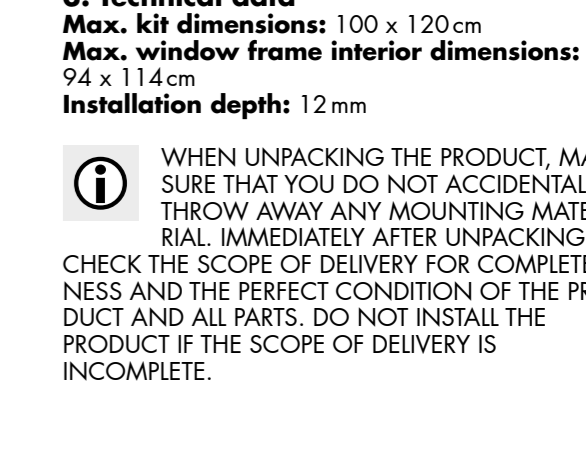 6. Technical data
Max. kit dimensions: 100 x 120 cm
Max. window frame interior dimensions:
94 x 114 cm
Installation depth: 12 mm
WHEN UNPACKING THE PRODUCT, MA
SURE THAT YOU DO NOT ACCIDENTAL
THROW AWAY ANY MOUNTING MATE
RIAL. IMMEDIATELY AFTER UNPACKING
CHECK THE SCOPE OF DELIVERY FOR COMPLETE
NESS AND THE PERFECT CONDITION OF THE PR
DUCT AND ALL PARTS. DO NOT INSTALL THE
PRODUCT IF THE SCOPE OF DELIVERY IS
INCOMPLETE.